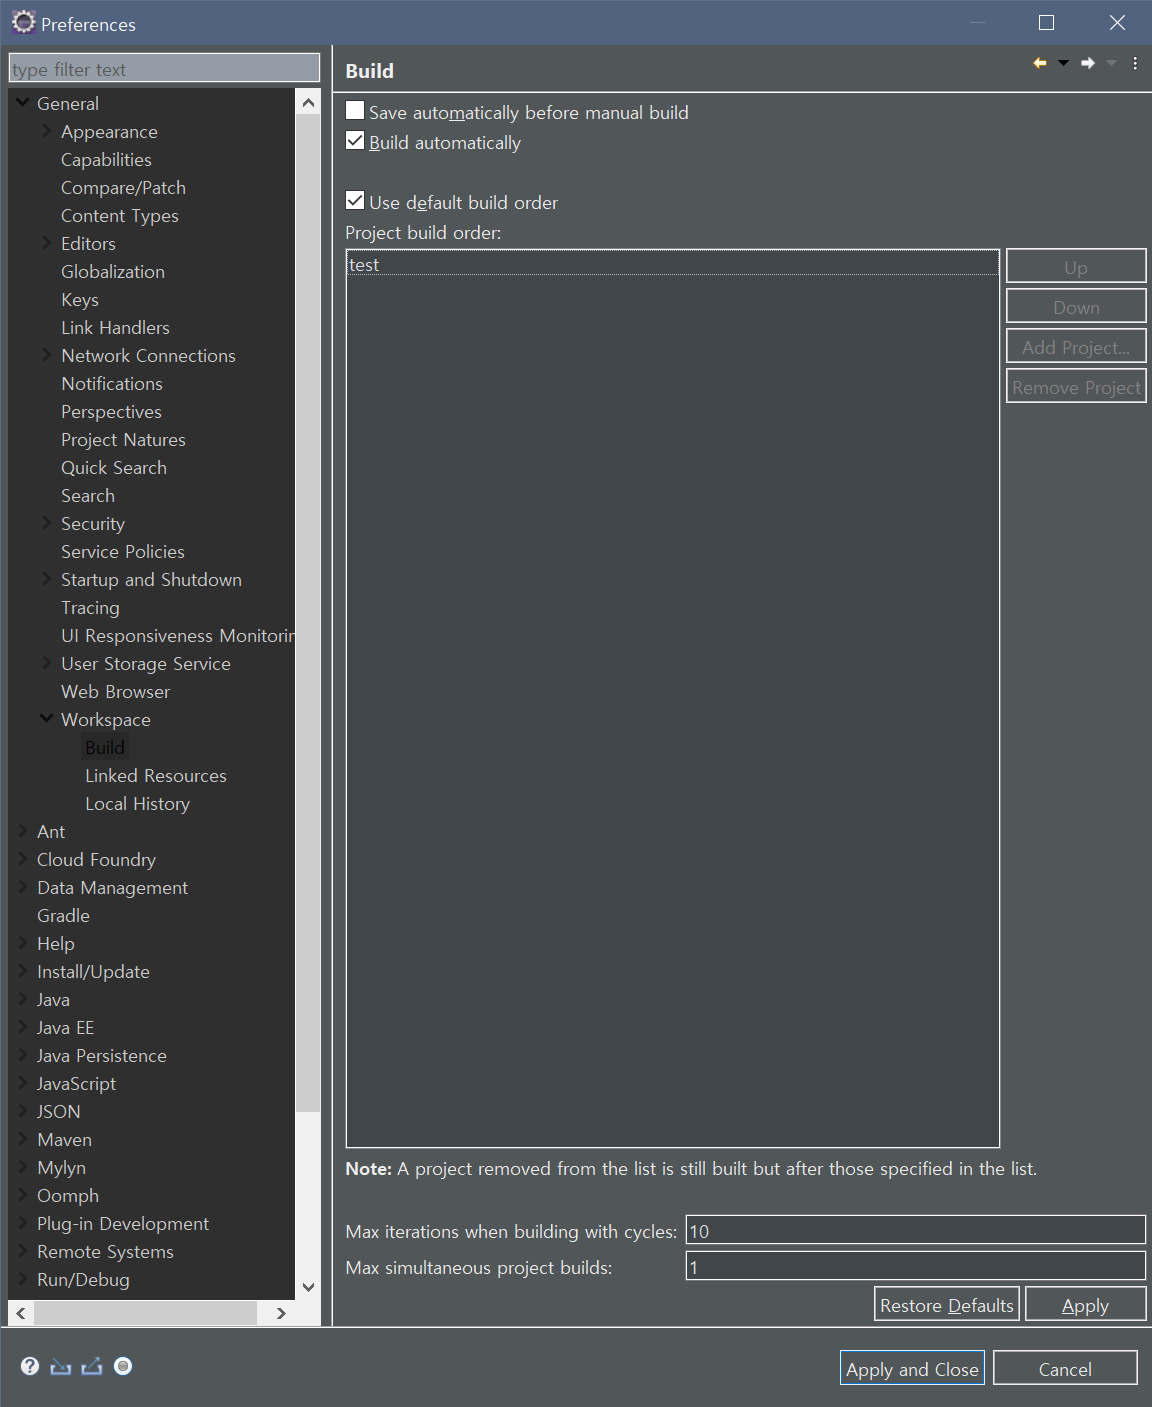 Preferences
type filter text
General
Appearance
Capabilities
Compare/Patch
Content Types
Editors
Globalization
Keys
Link Handlers
Network Connections
Notifications
Perspectives
Project Natures
Quick Search
Search
Security
Service Policies
Startup and Shutdown
Tracing
UI Responsiveness Monitorin
User Storage Service
Web Browser
Workspace
Build
Linked Resources
Local History
Ant
Cloud Foundry
Data Management
Gradle
Help
Install/Update
Java
Java EE
Java Persistence
JavaScript
JSON
Maven
Mylyn
Oomph
Plug-in Development
Remote Systems
Run/Debug
Build
Save automatically before manual build
Build automatically
Use default build order
Project build order:
test
Up
Down
Add Project...
Remove Project
Note: A project removed from the list is still built but after those specified in the list.
Max iterations when building with cycles: 10
Max simultaneous project builds: 1
Restore Defaults Apply
Apply and Close Cancel